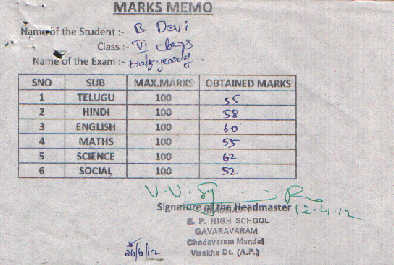 MARKS MEMO
Name of the Student :- B. Devi
Class :- VI class
Name of the Exam :-
SNO SUB MAX.MARKS OBTAINED MARKS
1 TELUGU 100 55
2 HINDI 100 58
3 ENGLISH 100 60
4 MATHS 100 55
5 SCIENCE 100 62
6 SOCIAL 100 52
Signature of the Headmaster
HIGH SCHOOL
GAVARAVARAM
Chodavaram Mandal
Visakha Dt. (A.P.)